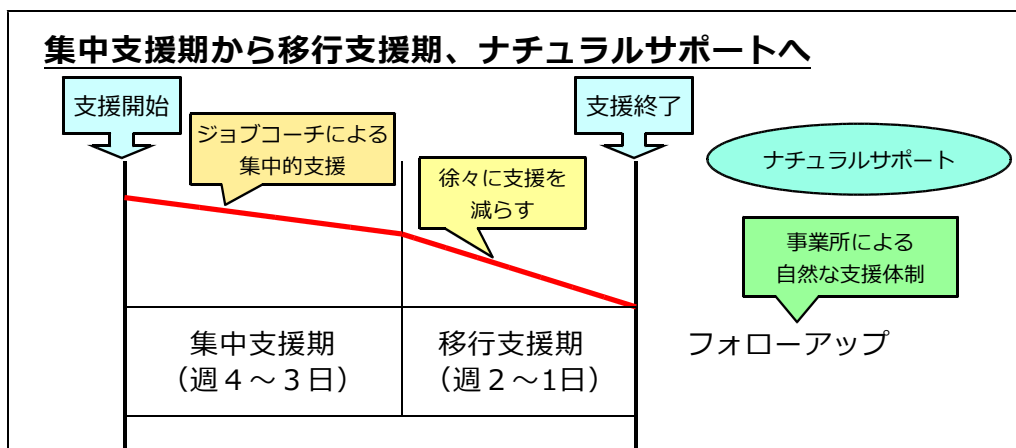 集中支援期から移行支援期、ナチュラルサポートへ
支援開始
支援終了
ジョブコーチによる
集中的支援
徐々に支援を
減らす
ナチュラルサポート
事業所による
自然な支援体制
集中支援期
（週４～３日）
移行支援期
（週２～1日）
フォローアップ